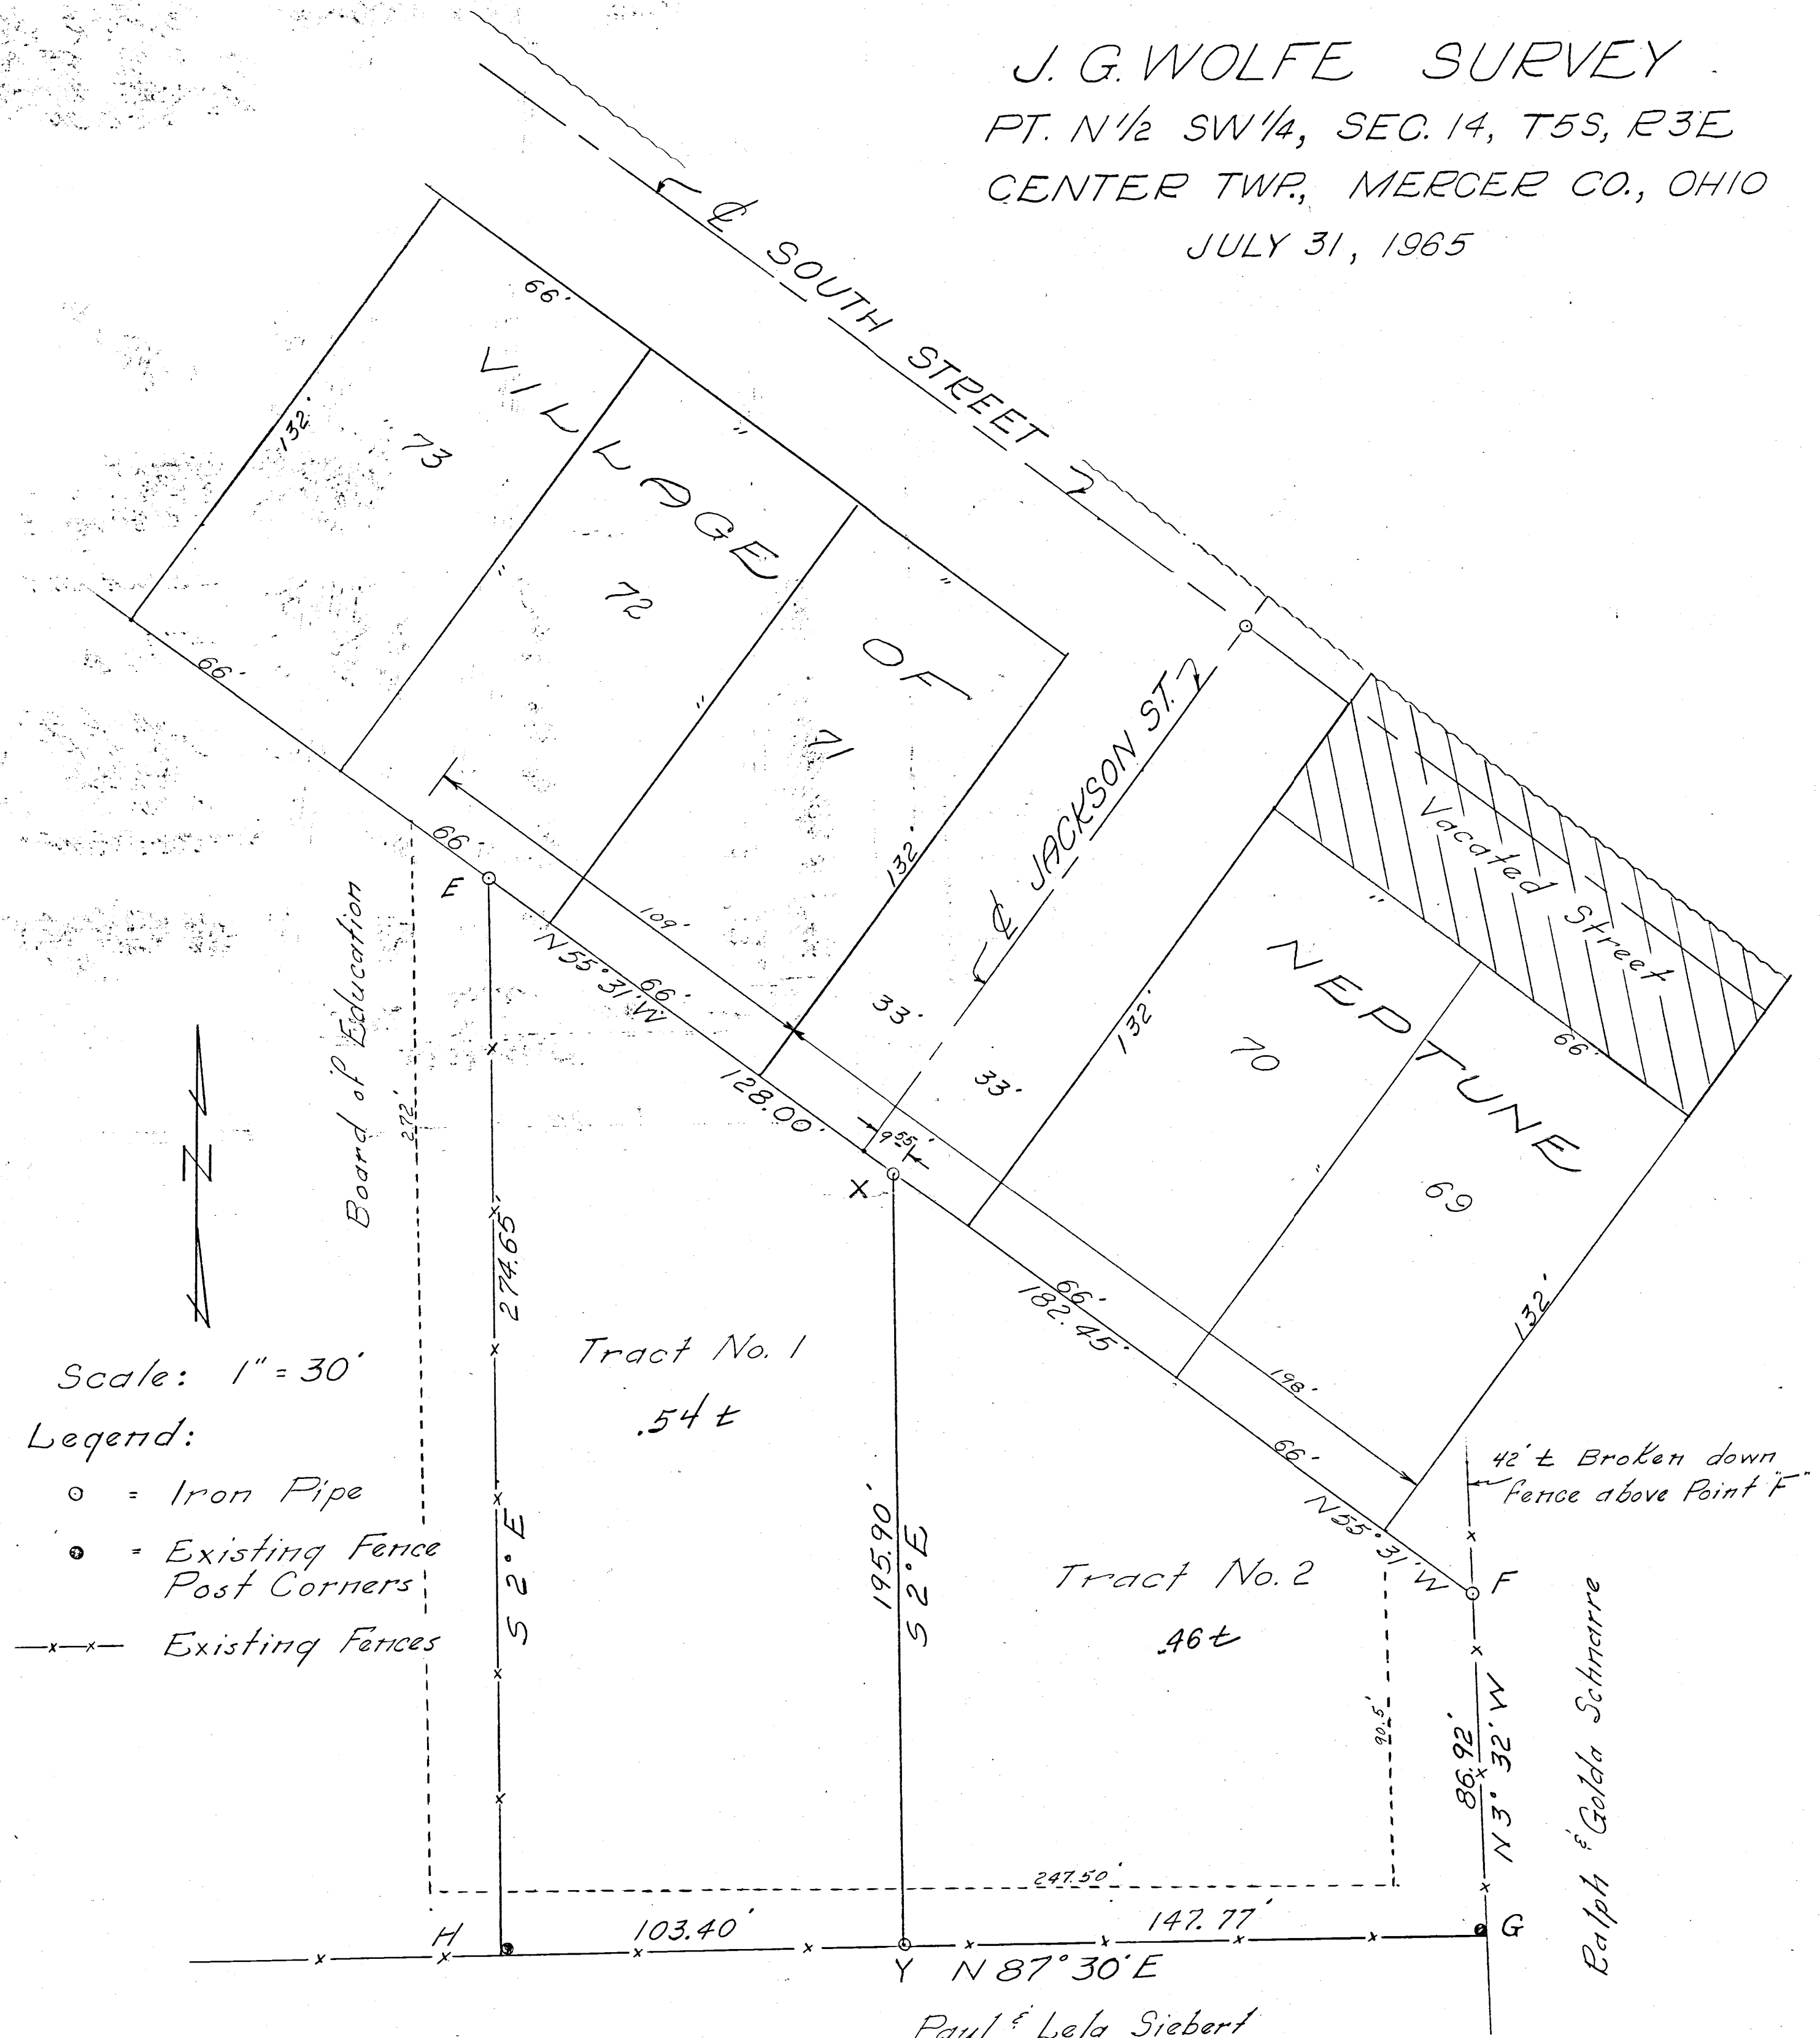 J. G. WOLFE SURVEY
PT. N 1/2 SW 1/4, SEC. 14, T5S, R3E
CENTER TWP., MERCER CO., OHIO
JULY 31, 1965
℄ SOUTH STREET
66'
VILLAGE
132'
73
"
"
72
66'
"
OF
"
71
132'
℄ JACKSON ST.
Vacated Street
66'
E
109'
N 55° 31' W
66'
33'
33'
132'
"
NEPTUNE
70
66'
128.00'
9.55'
X
Board of Education
272'
N
274.65'
S 2° E
69
"
132'
66'
182.45'
198'
66'
Tract No. 1
.54 ±
Scale: 1" = 30'
Legend:
= Iron Pipe
= Existing Fence
Post Corners
—x—x— Existing Fences
195.90'
S 2° E
N 55° 31' W
42' ± Broken down
fence above Point "F"
F
Tract No. 2
.46 ±
90.5'
86.92'
N 3° 32' W
Ralph & Golda Schnarre
247.50'
H
103.40'
147.77'
G
Y
N 87° 30' E
Paul & Lela Siebert